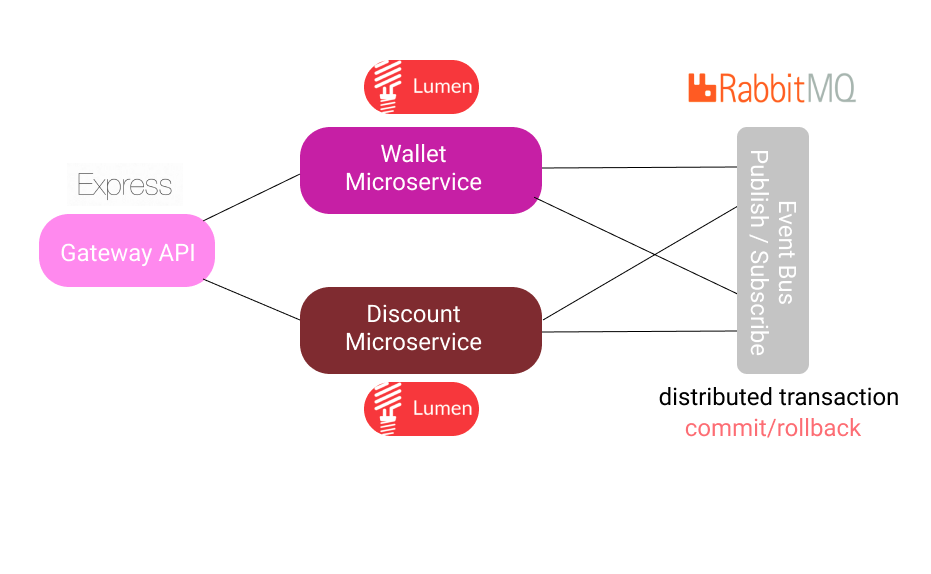 Lumen
RabbitMQ
Wallet
Microservice
Express
Gateway API
Event Bus
Publish / Subscribe
Discount
Microservice
Lumen
distributed transaction
commit/rollback